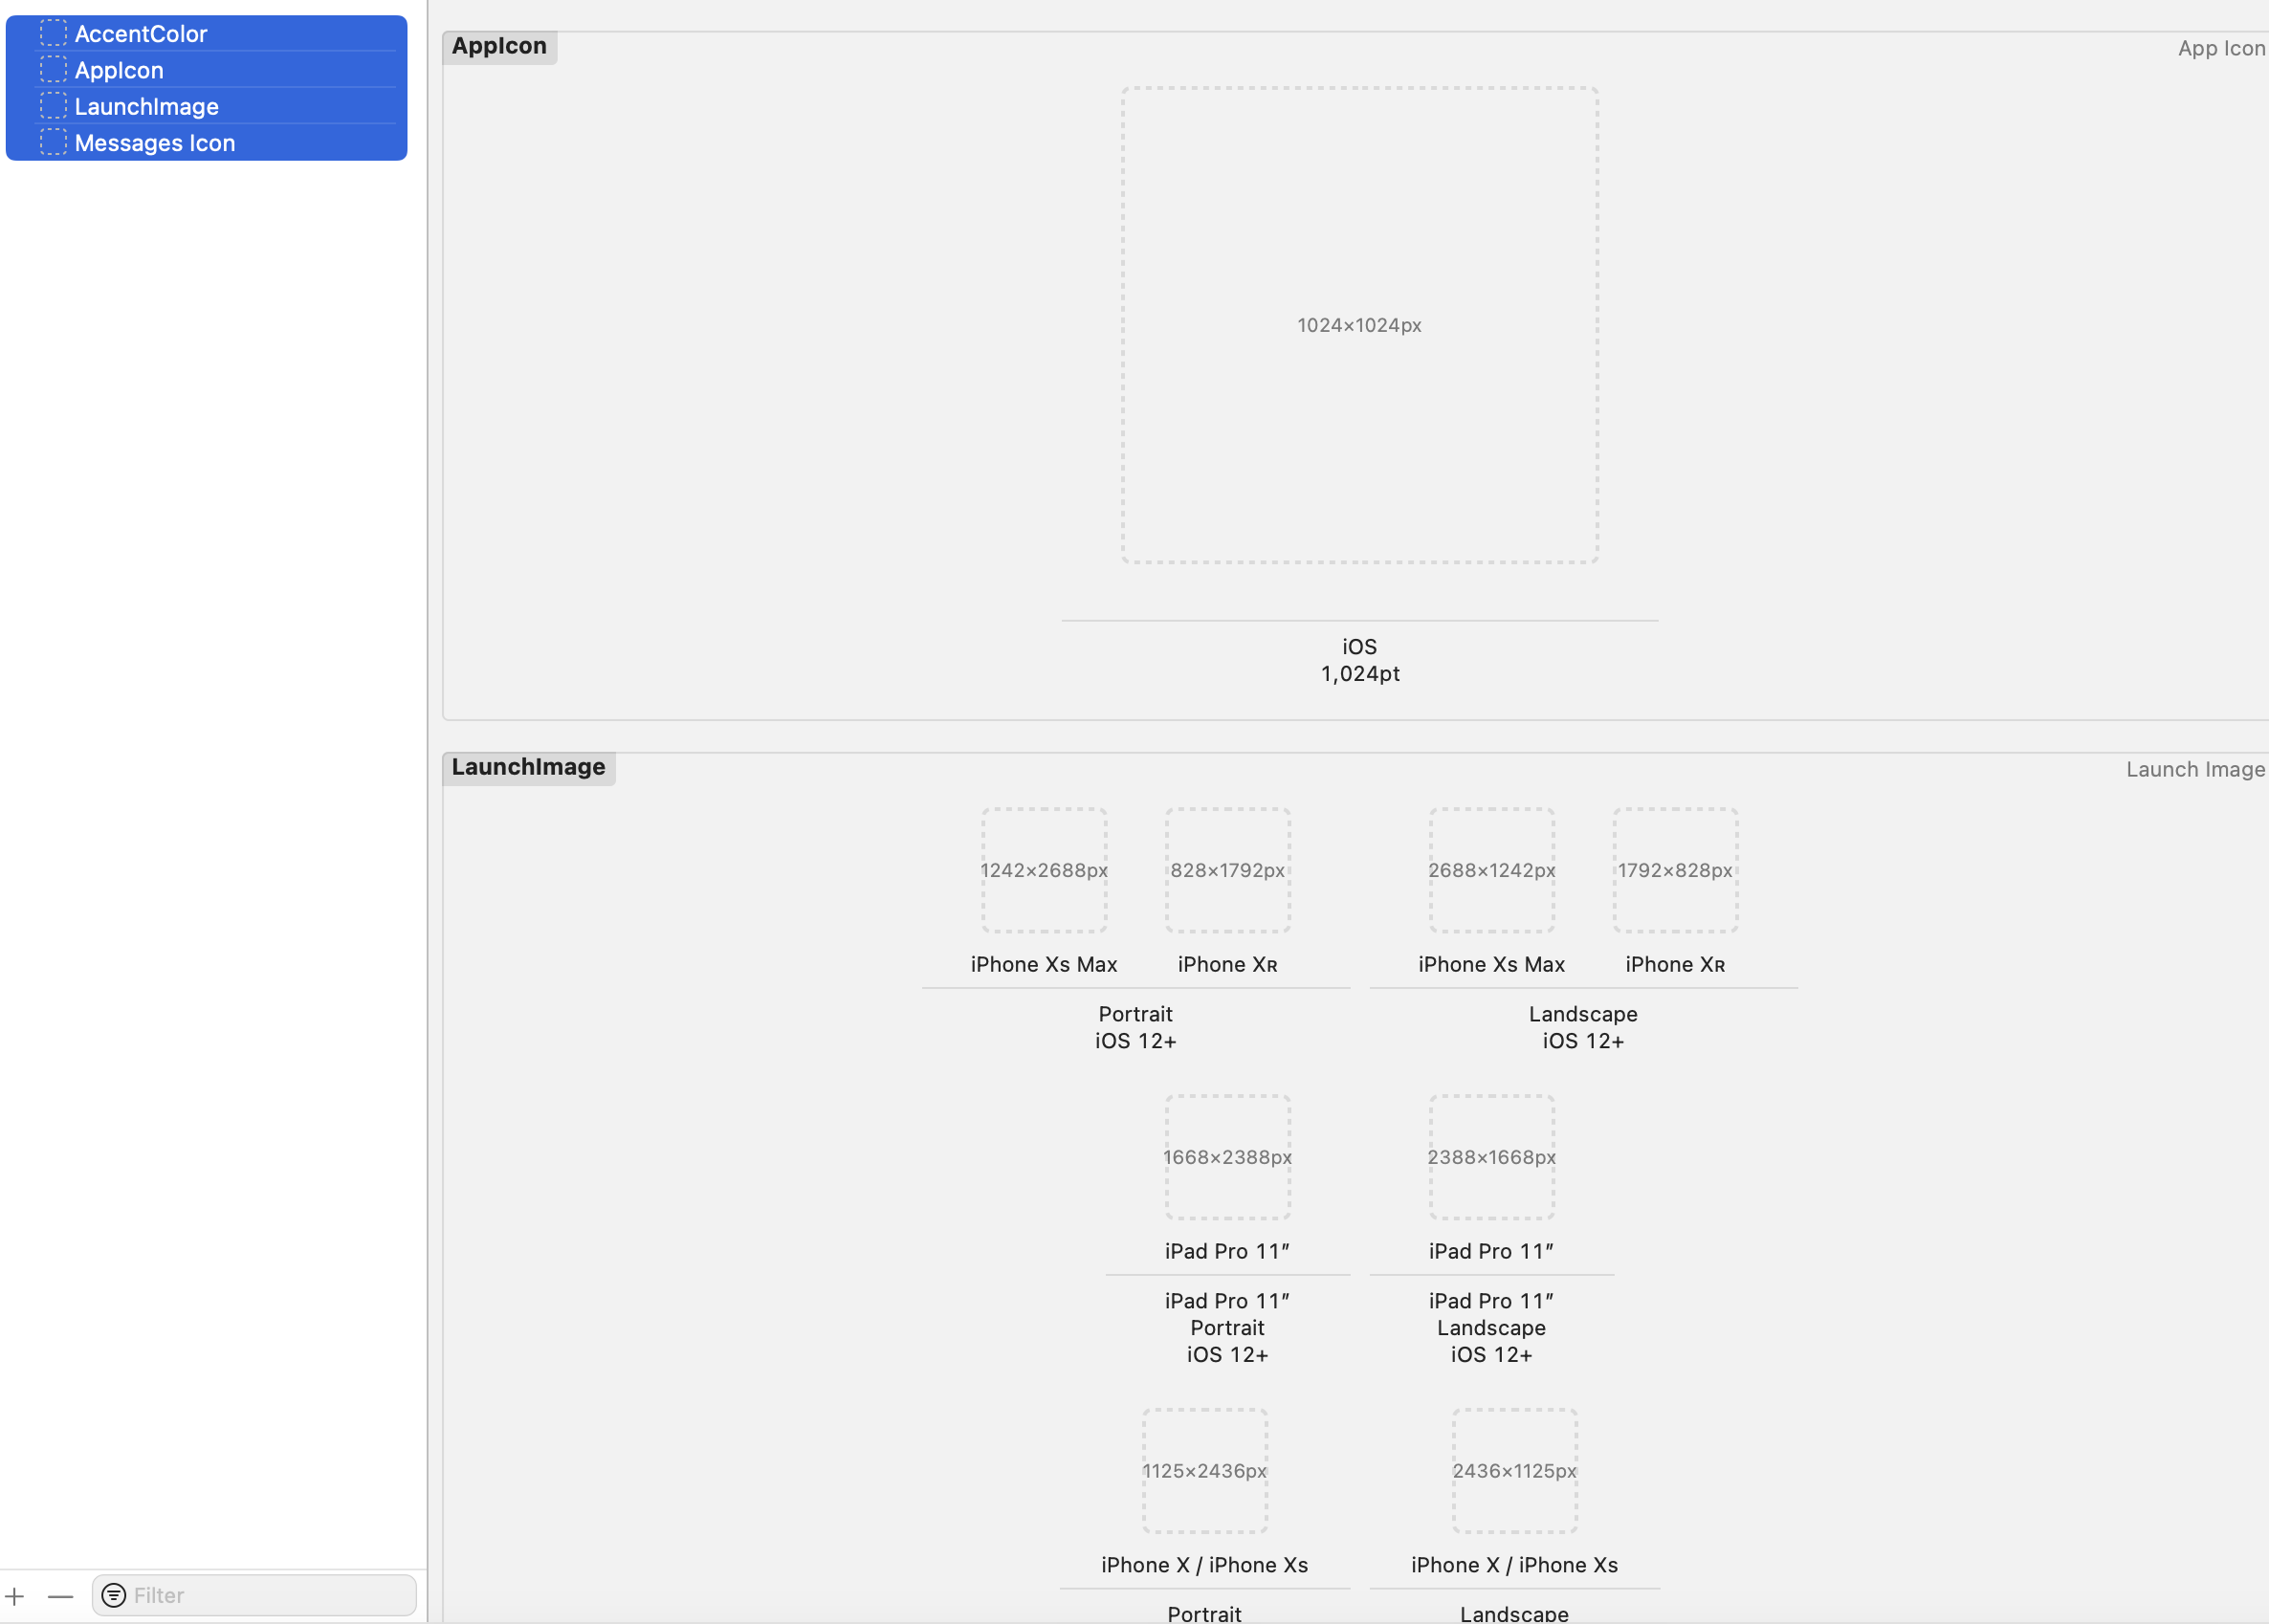 AccentColor
AppIcon
LaunchImage
Messages Icon
Filter
AppIcon
App Icon
1024×1024px
iOS
1,024pt
LaunchImage
Launch Image
1242×2688px 828×1792px 2688×1242px 1792×828px
iPhone Xs Max iPhone Xʀ iPhone Xs Max iPhone Xʀ
Portrait Landscape
iOS 12+ iOS 12+
1668×2388px 2388×1668px
iPad Pro 11″ iPad Pro 11″
iPad Pro 11″ iPad Pro 11″
Portrait Landscape
iOS 12+ iOS 12+
1125×2436px 2436×1125px
iPhone X / iPhone Xs iPhone X / iPhone Xs
Portrait Landscape